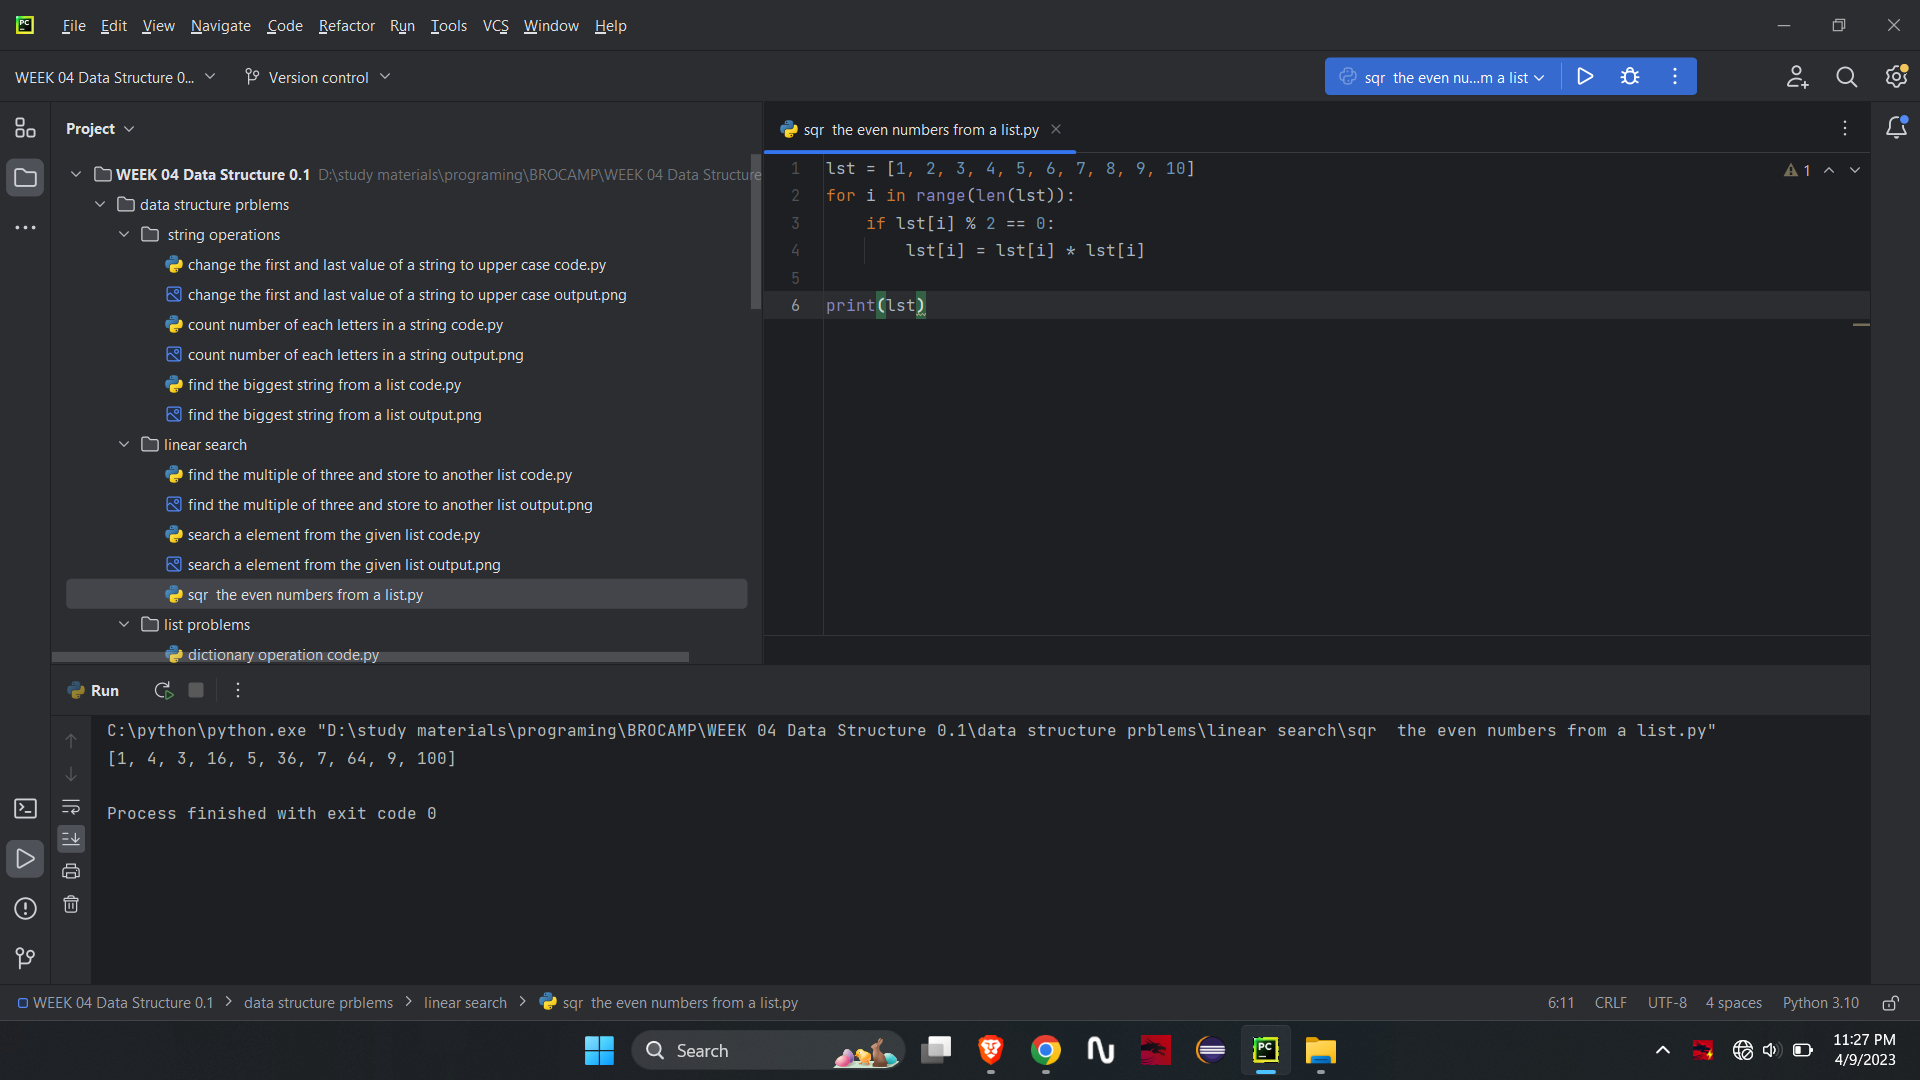 PC
File Edit View Navigate Code Refactor Run Tools VCS Window Help
WEEK 04 Data Structure 0... Version control
sqr the even nu...m a list
Project
WEEK 04 Data Structure 0.1 D:\study materials\programing\BROCAMP\WEEK 04 Data Structure
data structure prblems
string operations
change the first and last value of a string to upper case code.py
change the first and last value of a string to upper case output.png
count number of each letters in a string code.py
count number of each letters in a string output.png
find the biggest string from a list code.py
find the biggest string from a list output.png
linear search
find the multiple of three and store to another list code.py
find the multiple of three and store to another list output.png
search a element from the given list code.py
search a element from the given list output.png
sqr  the even numbers from a list.py
list problems
dictionary operation code.py
sqr  the even numbers from a list.py
1 lst = [1, 2, 3, 4, 5, 6, 7, 8, 9, 10]
2 for i in range(len(lst)):
3     if lst[i] % 2 == 0:
4         lst[i] = lst[i] * lst[i]
5
6 print(lst)
1
Run
C:\python\python.exe "D:\study materials\programing\BROCAMP\WEEK 04 Data Structure 0.1\data structure prblems\linear search\sqr  the even numbers from a list.py"
[1, 4, 3, 16, 5, 36, 7, 64, 9, 100]
Process finished with exit code 0
WEEK 04 Data Structure 0.1 > data structure prblems > linear search > sqr  the even numbers from a list.py
6:11 CRLF UTF-8 4 spaces Python 3.10
Search
PC
11:27 PM
4/9/2023